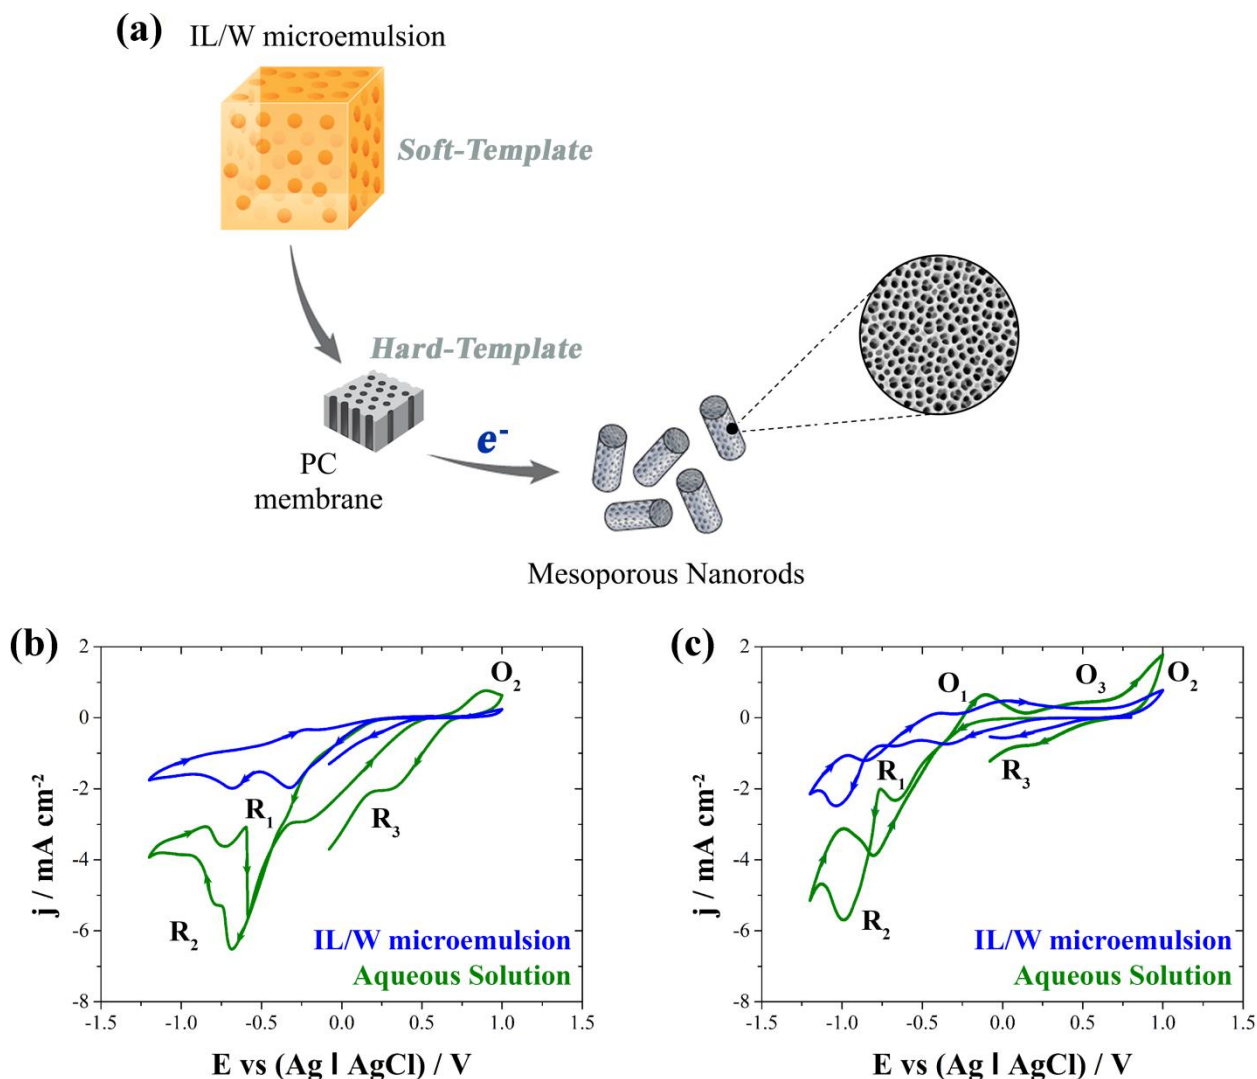 (a) IL/W microemulsion
Soft-Template
Hard-Template
e-
PC
membrane
Mesoporous Nanorods
(b)
2
0
-2
-4
-6
-8
j / mA cm-2
-1.5 -1.0 -0.5 0.0 0.5 1.0 1.5
E vs (Ag | AgCl) / V
O2
R1
R3
R2
IL/W microemulsion
Aqueous Solution
(c)
2
0
-2
-4
-6
-8
j / mA cm-2
-1.5 -1.0 -0.5 0.0 0.5 1.0 1.5
E vs (Ag | AgCl) / V
O1
O3
O2
R1
R3
R2
IL/W microemulsion
Aqueous Solution